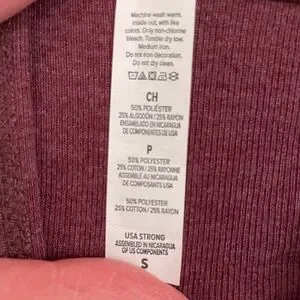 Machine wash warm,
inside out, with like
colors. Only non-chlorine
bleach. Tumble dry low.
Medium iron.
Do not iron decoration.
Do not dry clean.
CH
50% POLIÉSTER
25% ALGODÓN / 25% RAYON
ENSAMBLADO EN NICARAGUA
DE COMPONENTES DE USA
P
50% POLYESTER
25% COTON / 25% RAYONNE
ASSEMBLÉ AU NICARAGUA
DE COMPOSANTS USA
50% POLYESTER
25% COTTON / 25% RAYON
USA STRONG
ASSEMBLED IN NICARAGUA
OF US COMPONENTS
S